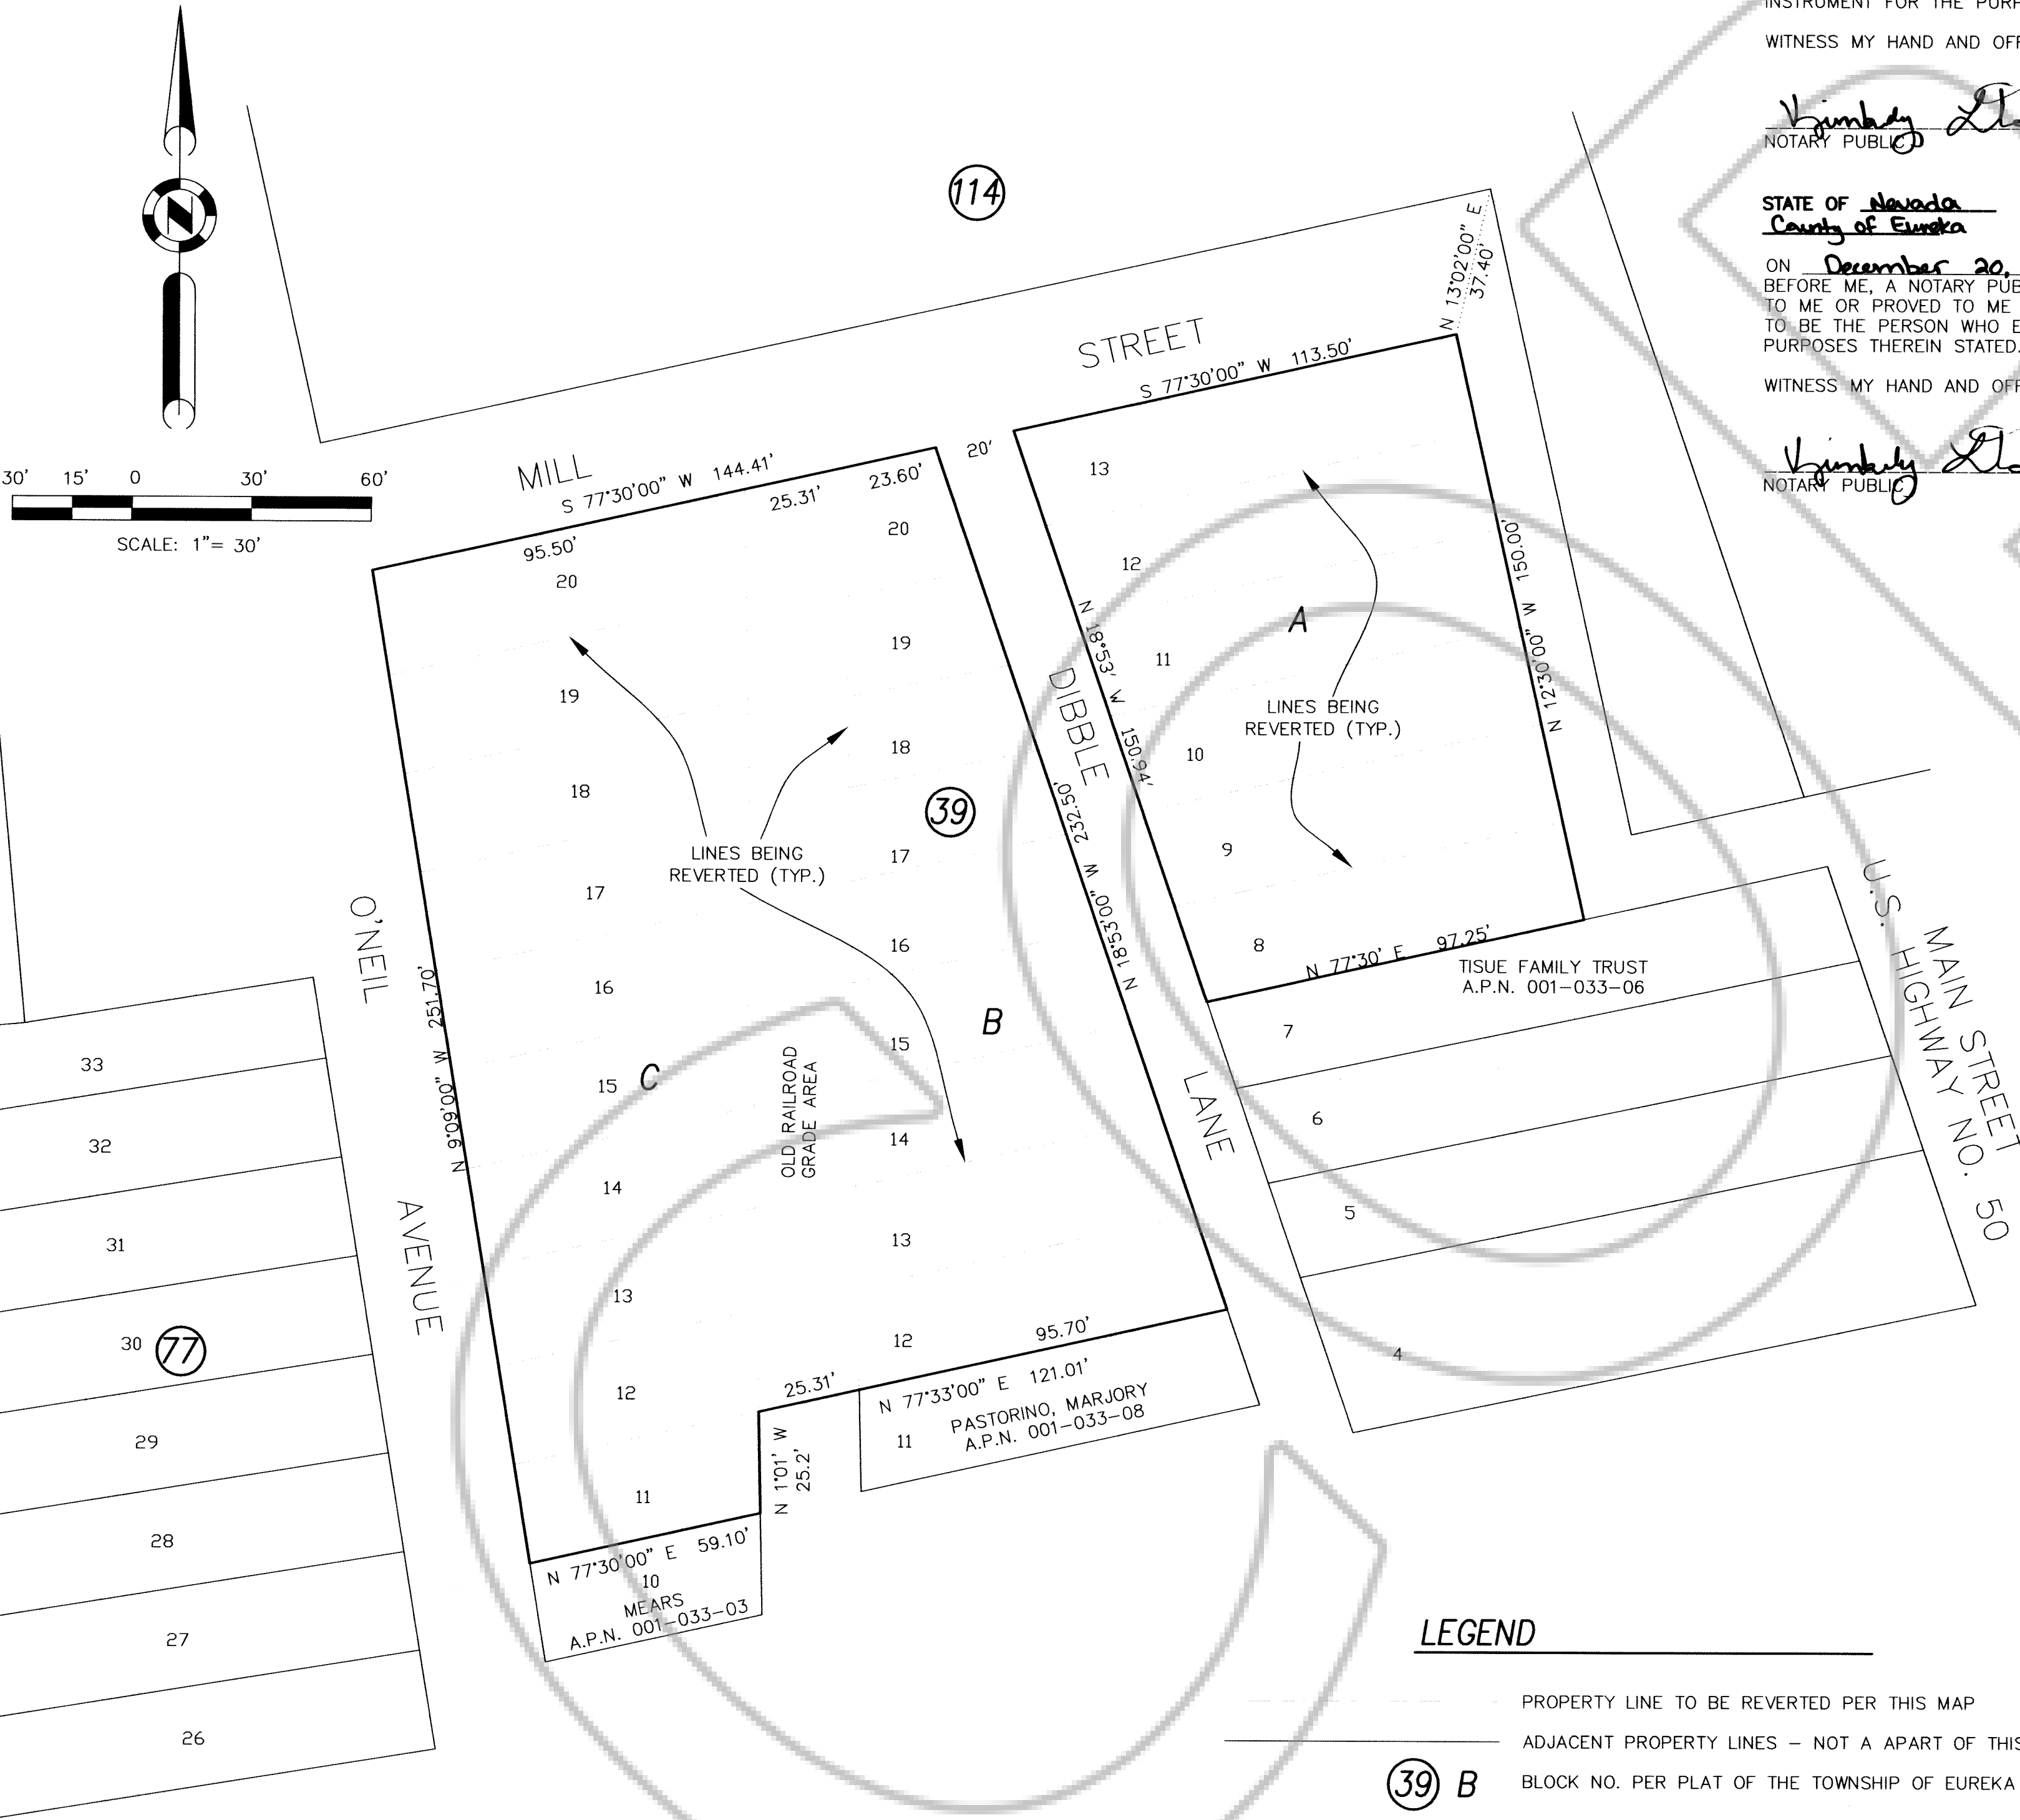 INSTRUMENT FOR THE PURP
WITNESS MY HAND AND OFF
Kimberly
NOTARY PUBLIC
STATE OF Nevada
County of Eureka
ON December 20,
BEFORE ME, A NOTARY PUB
TO ME OR PROVED TO ME
TO BE THE PERSON WHO E
PURPOSES THEREIN STATED.
WITNESS MY HAND AND OFF
Kimberly
NOTARY PUBLIC
N
30' 15' 0 30' 60'
SCALE: 1"= 30'
114
MILL
STREET
N 13°02'00" E
37.40'
S 77°30'00" W 144.41'
95.50'
25.31'
23.60'
20'
S 77°30'00" W 113.50'
20
19
18
17
16
15
14
13
12
11
C
20
19
18
17
16
15
14
13
12
B
39
LINES BEING
REVERTED (TYP.)
OLD RAILROAD
GRADE AREA
O'NEIL
AVENUE
N 9°09'00" W 251.70'
DIBBLE
LANE
N 18°53'00" W 232.50'
N 18°53' W 150.94'
13
12
11
10
9
8
A
LINES BEING
REVERTED (TYP.)
N 12°30'00" W 150.00'
N 77°30' E 97.25'
TISUE FAMILY TRUST
A.P.N. 001-033-06
7
6
5
4
U.S.
HIGHWAY NO. 50
MAIN STREET
95.70'
25.31'
N 77°33'00" E 121.01'
PASTORINO, MARJORY
A.P.N. 001-033-08
11
N 1°01' W
25.2'
N 77°30'00" E 59.10'
10
MEARS
A.P.N. 001-033-03
33
32
31
30
77
29
28
27
26
LEGEND
PROPERTY LINE TO BE REVERTED PER THIS MAP
ADJACENT PROPERTY LINES – NOT A APART OF THIS
39 B BLOCK NO. PER PLAT OF THE TOWNSHIP OF EUREKA